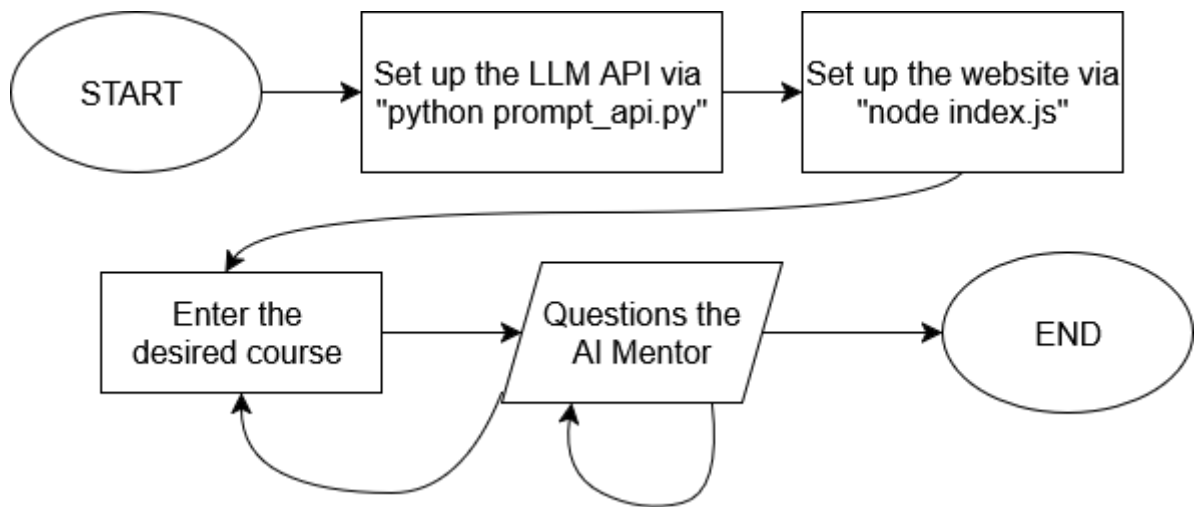 START
Set up the LLM API via
"python prompt_api.py"
Set up the website via
"node index.js"
Enter the
desired course
Questions the
AI Mentor
END